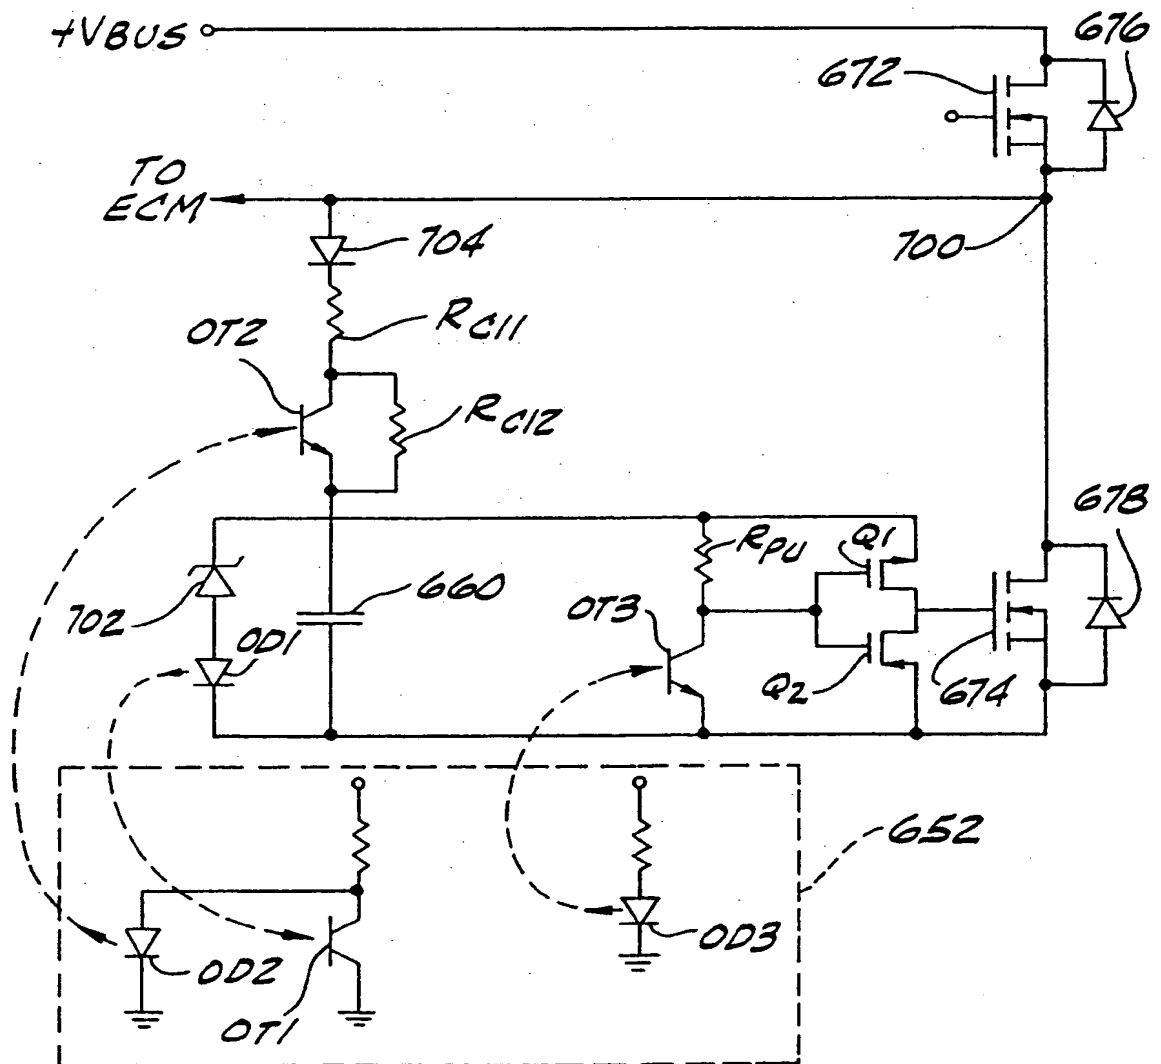 +VBUS
676
672
TO
ECM
700
704
RC11
OT2
RC12
678
RPU
Q1
660
OT3
702
OD1
Q2
674
652
OD3
OD2
OT1